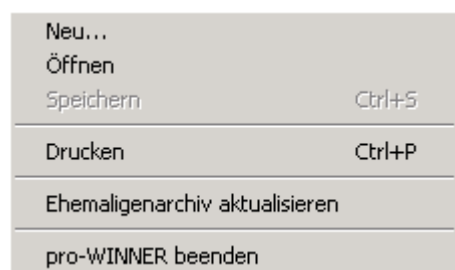 Neu...
Öffnen
Speichern Ctrl+S
Drucken Ctrl+P
Ehemaligenarchiv aktualisieren
pro-WINNER beenden